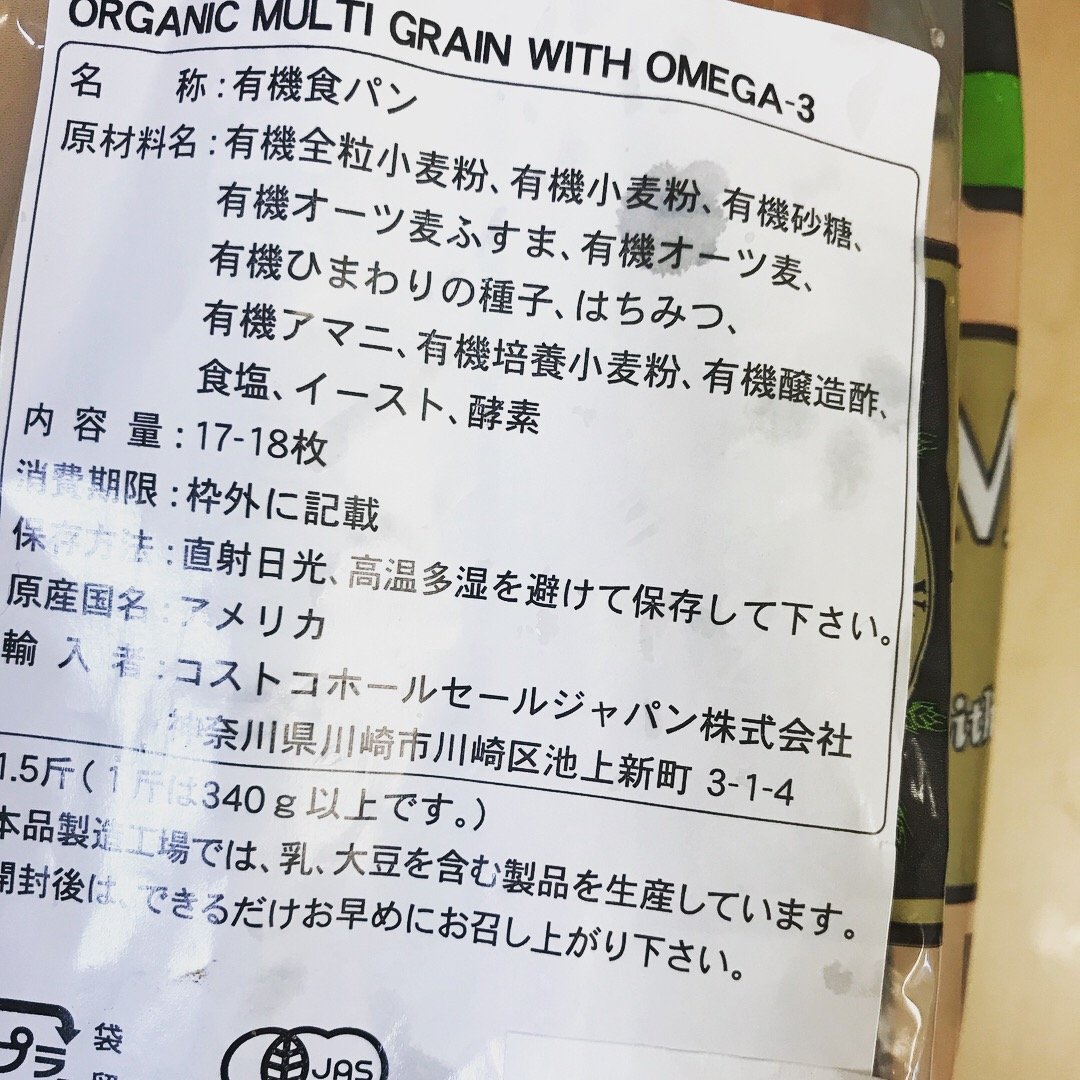 ORGANIC MULTI GRAIN WITH OMEGA-3
名 称:有機食パン
原材料名:有機全粒小麦粉、有機小麦粉、有機砂糖、
有機オーツ麦ふすま、有機オーツ麦、
有機ひまわりの種子、はちみつ、
有機アマニ、有機培養小麦粉、有機醸造酢、
食塩、イースト、酵素
内 容 量:17-18枚
消費期限:枠外に記載
保存方法:直射日光、高温多湿を避けて保存して下さい。
原産国名:アメリカ
輸 入 者:コストコホールセールジャパン株式会社
神奈川県川崎市川崎区池上新町 3-1-4
1.5斤(1斤は340g以上です。)
本品製造工場では、乳、大豆を含む製品を生産しています。
開封後は、できるだけお早めにお召し上がり下さい。
プラ
袋
JAS